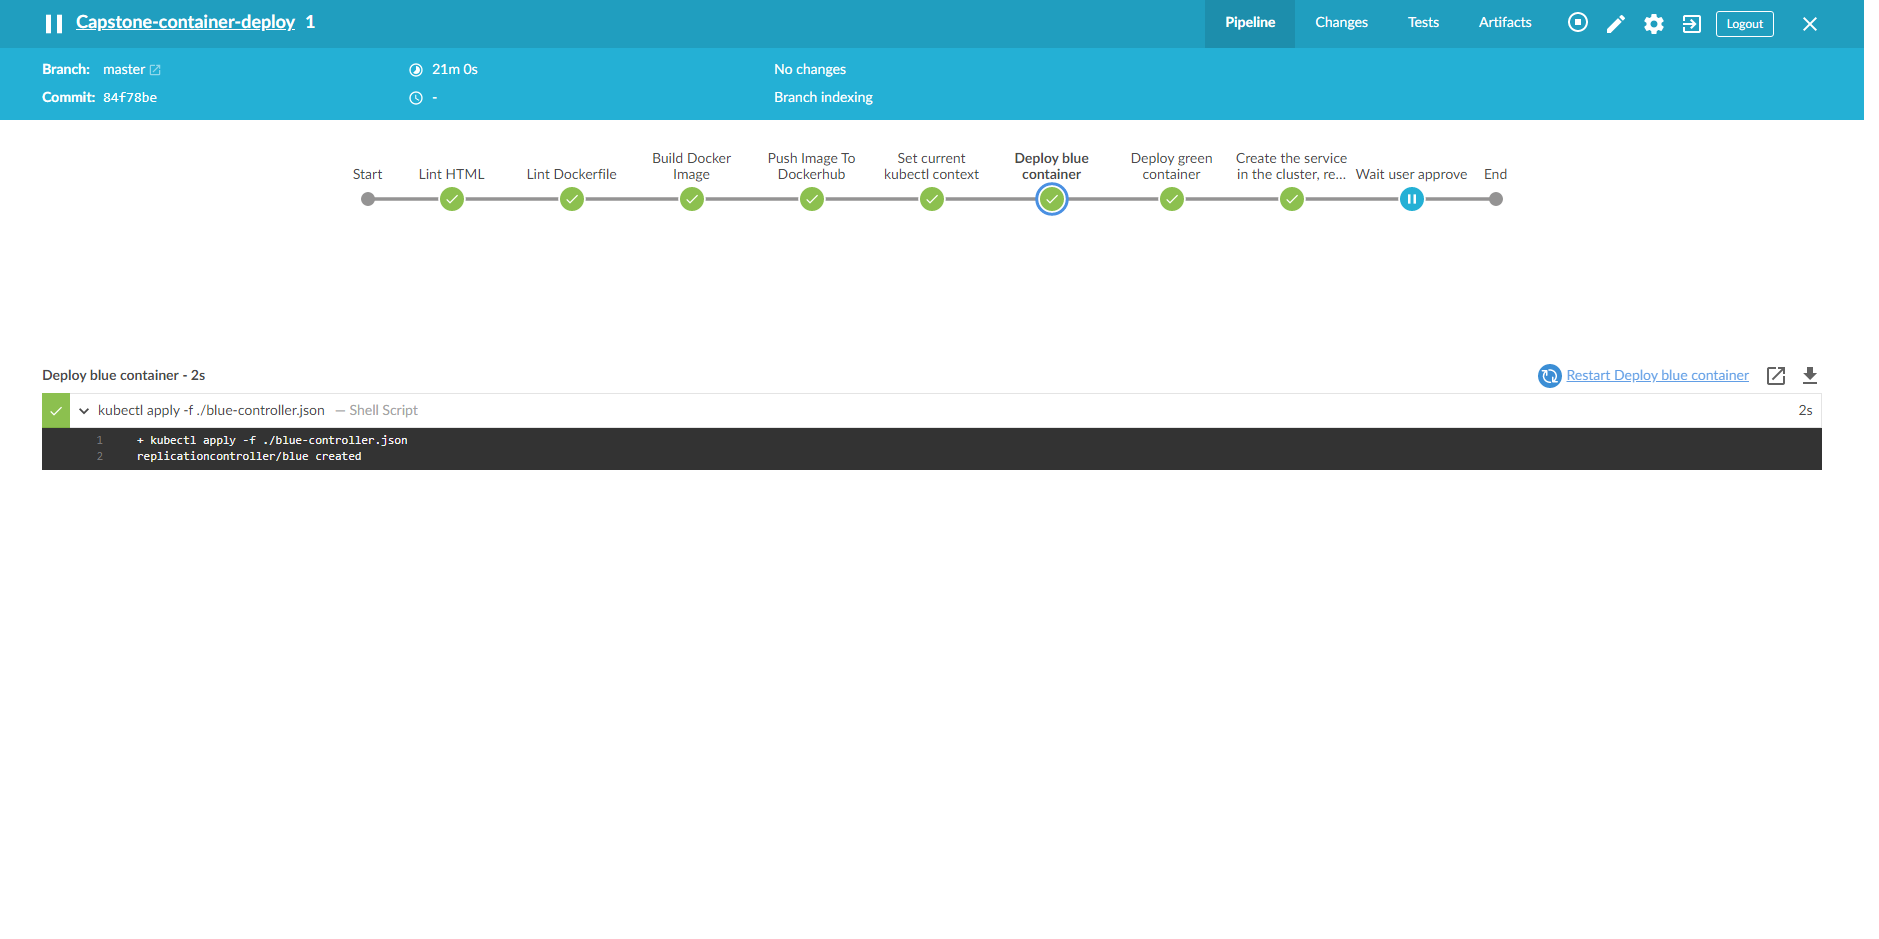 Capstone-container-deploy 1
Pipeline Changes Tests Artifacts Logout
Branch: master 21m 0s No changes
Commit: 84f78be - Branch indexing
Start
Lint HTML
Lint Dockerfile
Build Docker
Image
Push Image To
Dockerhub
Set current
kubectl context
Deploy blue
container
Deploy green
container
Create the service
in the cluster, re...
Wait user approve
End
Deploy blue container - 2s
Restart Deploy blue container
kubectl apply -f ./blue-controller.json — Shell Script 2s
1 + kubectl apply -f ./blue-controller.json
2 replicationcontroller/blue created